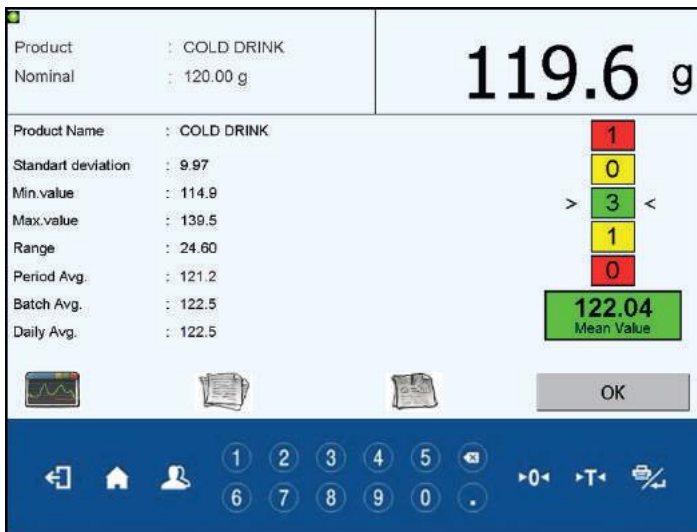 Product : COLD DRINK
Nominal : 120.00 g
119.6 g
Product Name : COLD DRINK
Standart deviation : 9.97
Min.value : 114.9
Max.value : 139.5
Range : 24.60
Period Avg. : 121.2
Batch Avg. : 122.5
Daily Avg. : 122.5
1
0
> 3 <
1
0
122.04
Mean Value
OK
1 2 3 4 5
6 7 8 9 0 .
▸0◂ ▸T◂